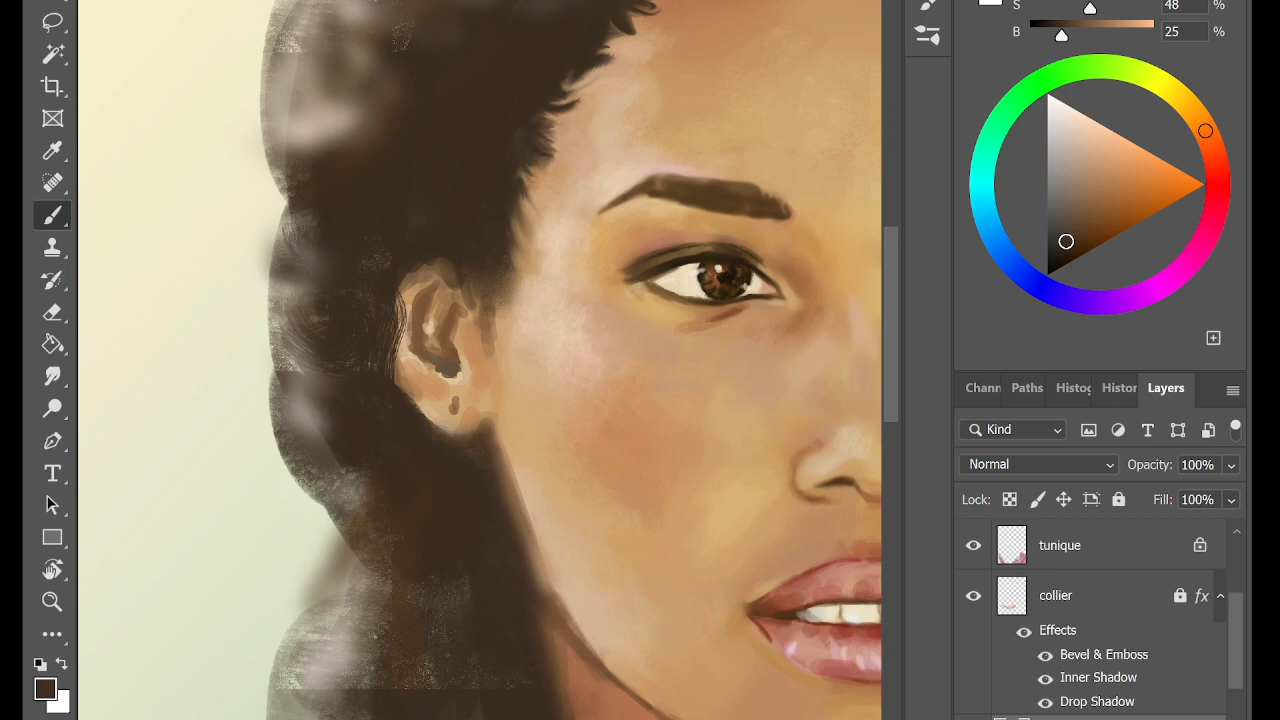 S 48 %
B 25 %
Chann Paths Histog Histor Layers
Kind
Normal Opacity: 100%
Lock: Fill: 100%
tunique
collier fx
Effects
Bevel & Emboss
Inner Shadow
Drop Shadow